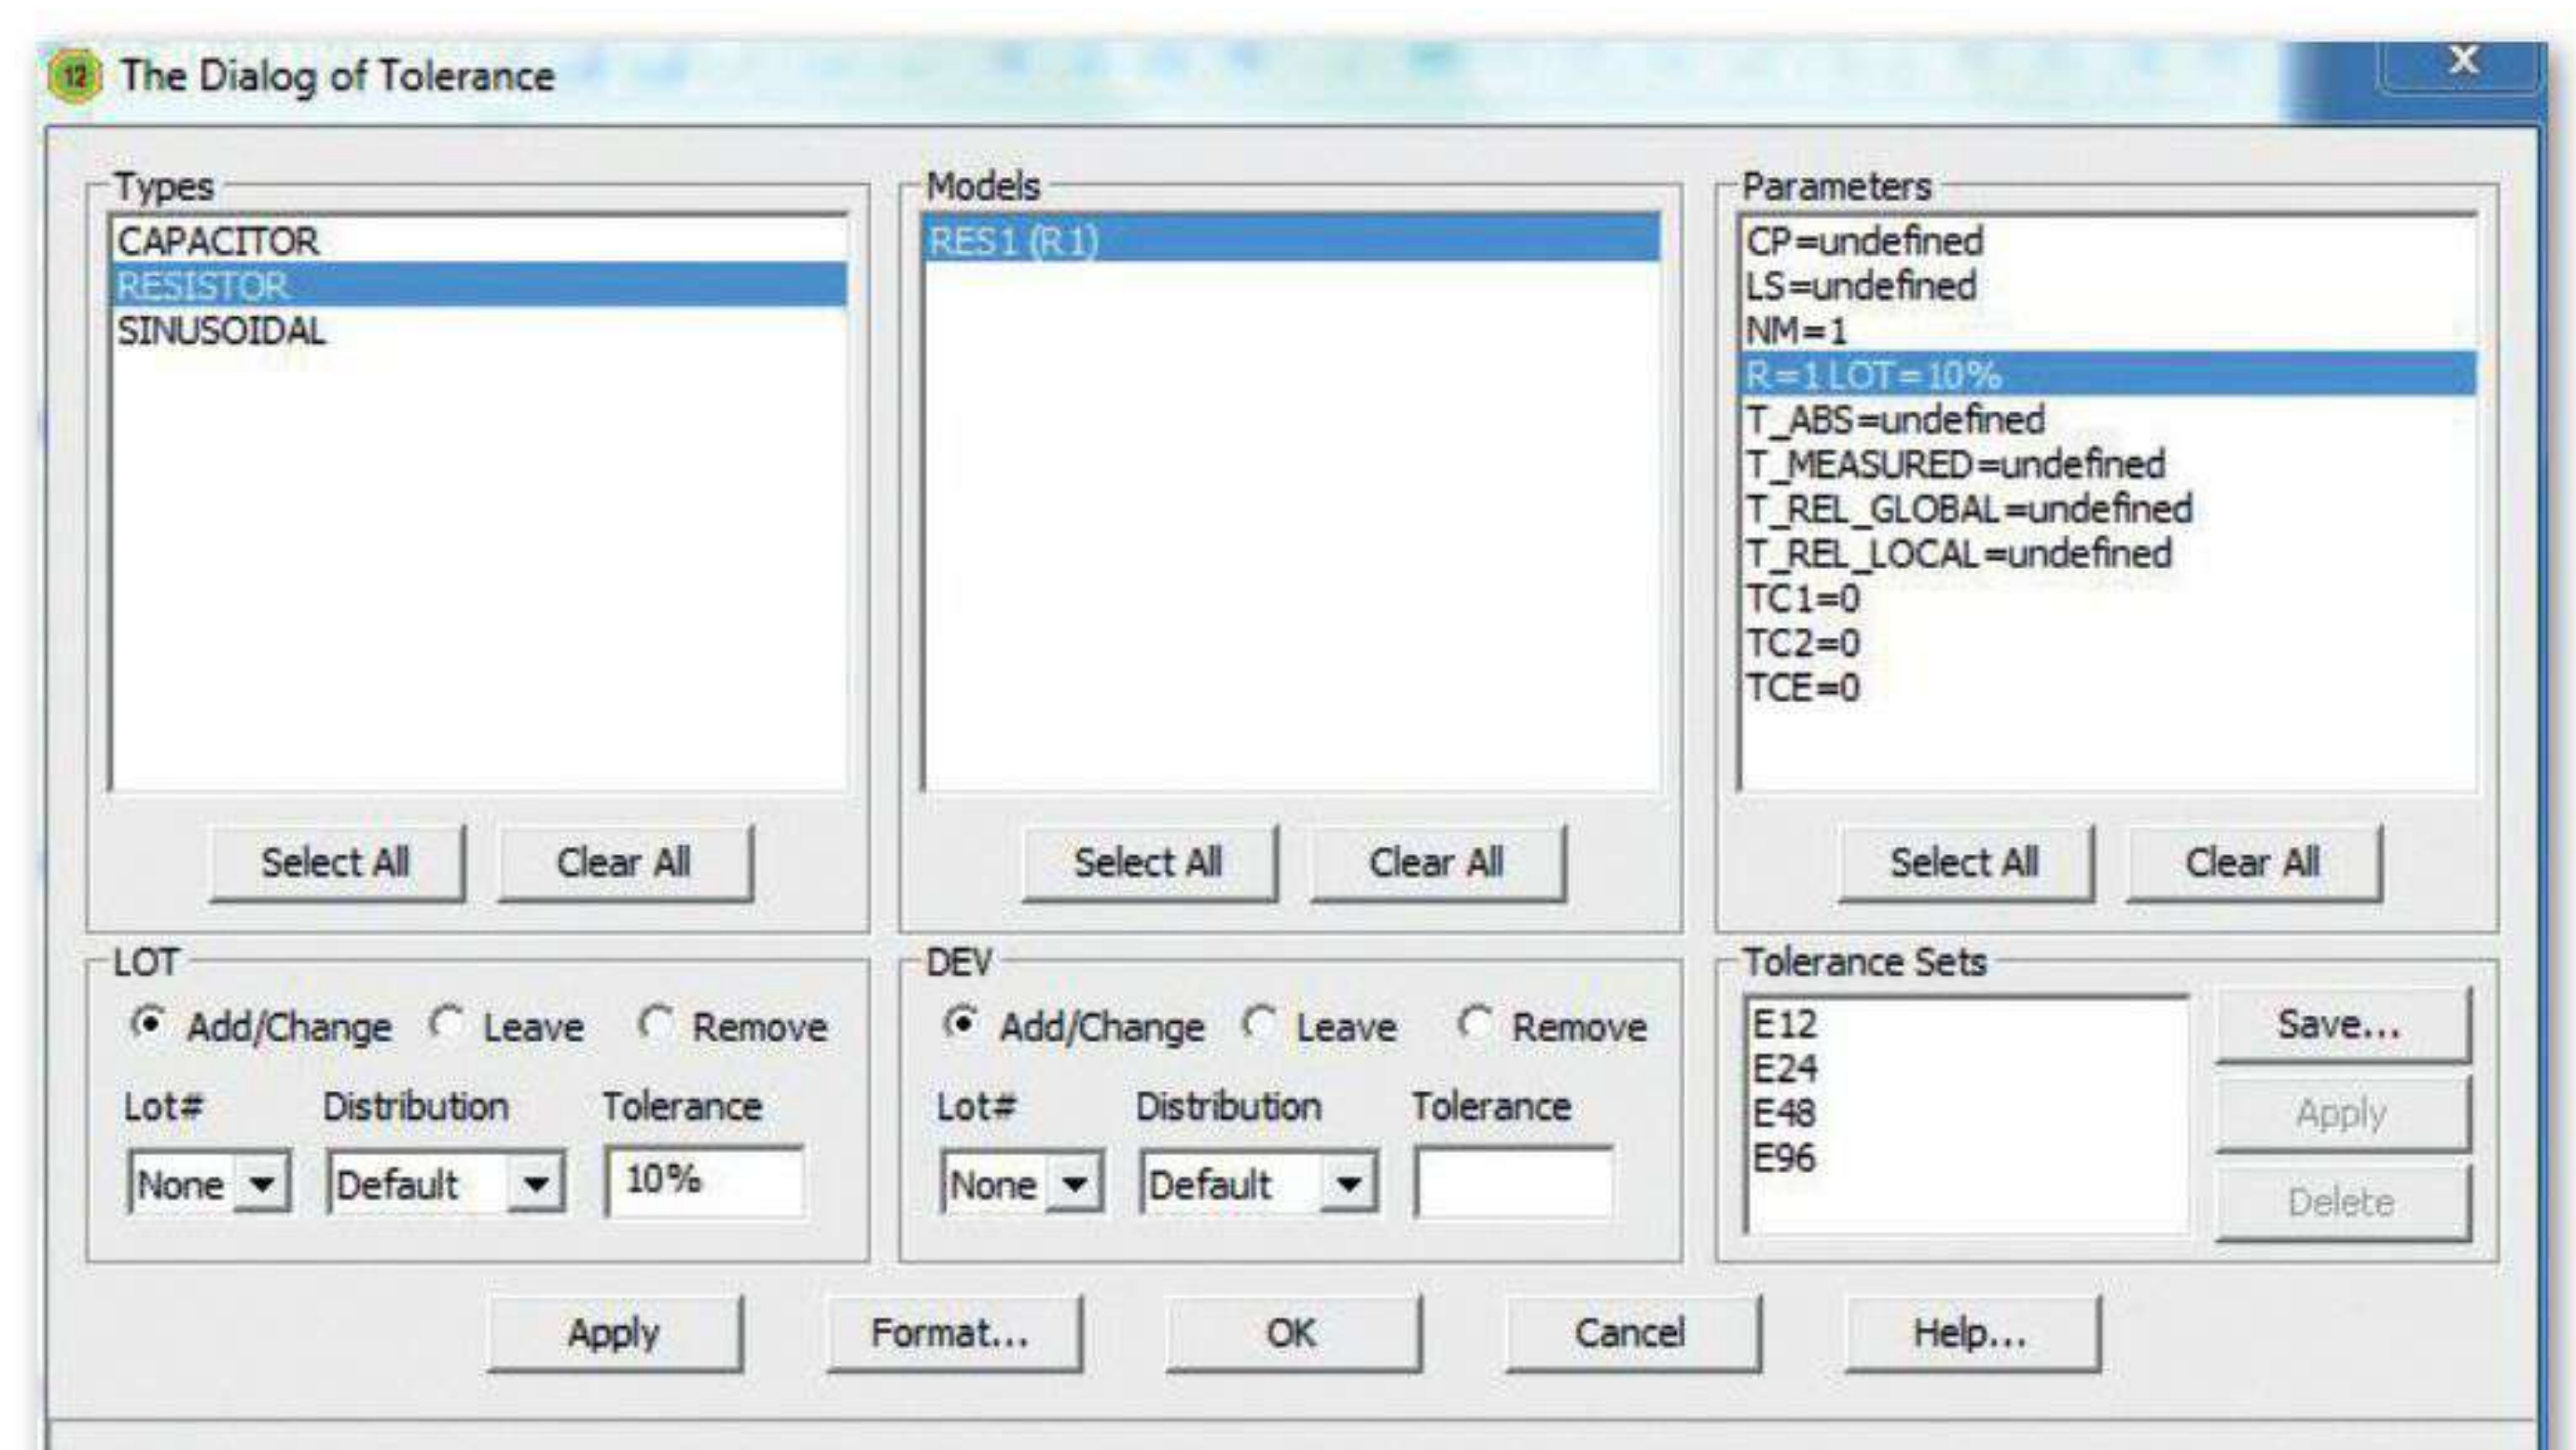 12 The Dialog of Tolerance
X
Types
CAPACITOR
RESISTOR
SINUSOIDAL
Select All Clear All
Models
RES1 (R1)
Select All Clear All
Parameters
CP=undefined
LS=undefined
NM=1
R=1 LOT=10%
T_ABS=undefined
T_MEASURED=undefined
T_REL_GLOBAL=undefined
T_REL_LOCAL=undefined
TC1=0
TC2=0
TCE=0
Select All Clear All
LOT
Add/Change Leave Remove
Lot# Distribution Tolerance
None Default 10%
DEV
Add/Change Leave Remove
Lot# Distribution Tolerance
None Default
Tolerance Sets
E12
E24
E48
E96
Save...
Apply
Delete
Apply Format... OK Cancel Help...